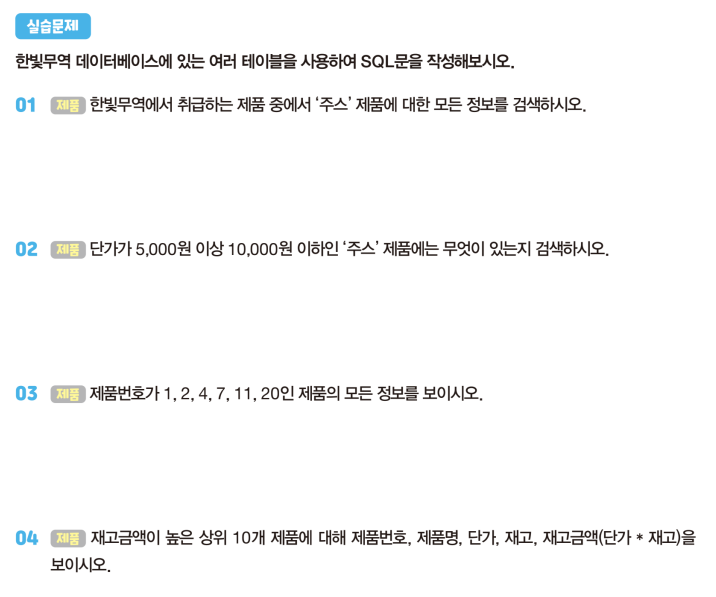 실습문제
한빛무역 데이터베이스에 있는 여러 테이블을 사용하여 SQL문을 작성해보시오.
01 제품 한빛무역에서 취급하는 제품 중에서 ‘주스’ 제품에 대한 모든 정보를 검색하시오.
02 제품 단가가 5,000원 이상 10,000원 이하인 ‘주스’ 제품에는 무엇이 있는지 검색하시오.
03 제품 제품번호가 1, 2, 4, 7, 11, 20인 제품의 모든 정보를 보이시오.
04 제품 재고금액이 높은 상위 10개 제품에 대해 제품번호, 제품명, 단가, 재고, 재고금액(단가 * 재고)을
보이시오.